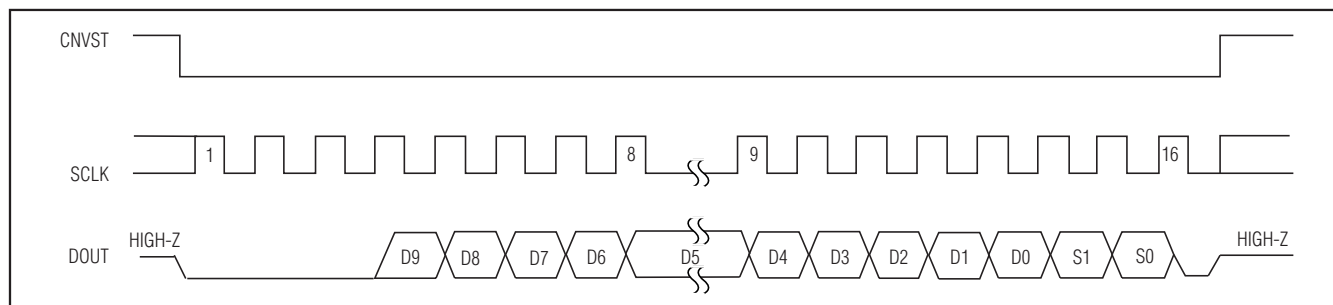 CNVST
1
8
9
16
SCLK
HIGH-Z
DOUT
D9
D8
D7
D6
D5
D4
D3
D2
D1
D0
S1
S0
HIGH-Z